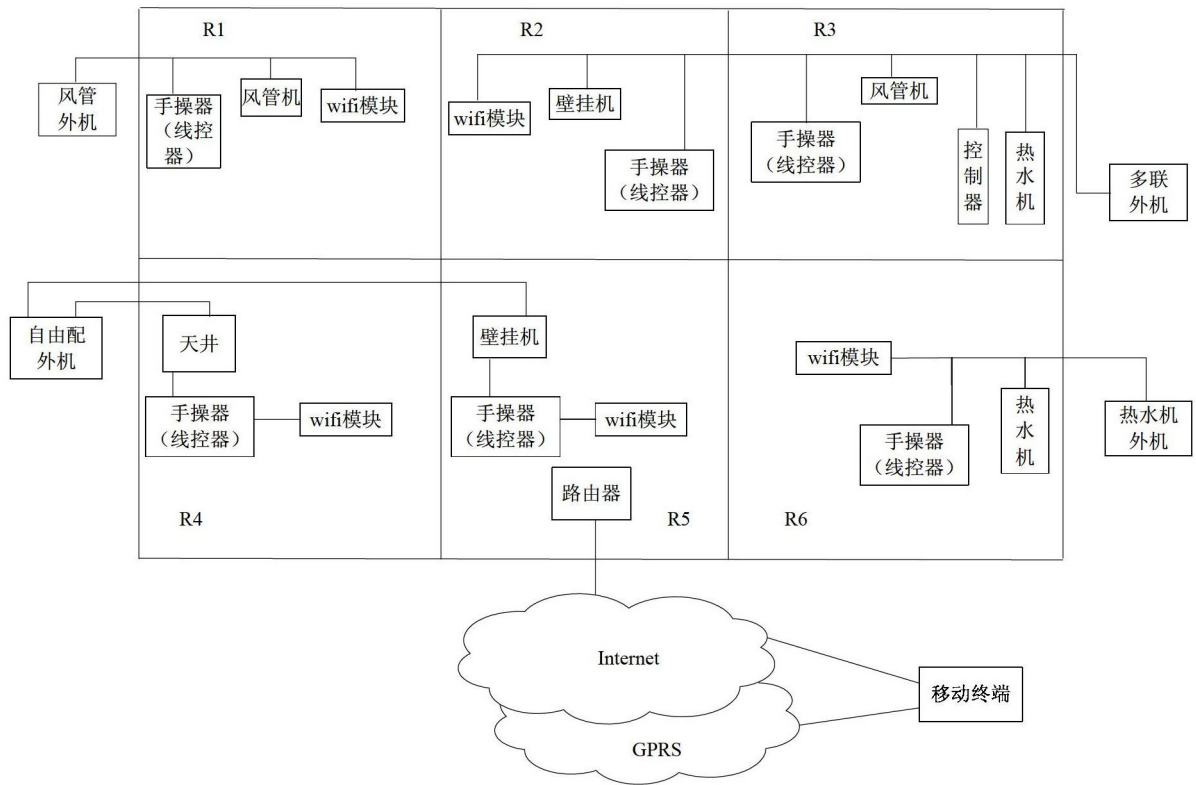 R1
R2
R3
风管
外机
手操器
（线控
器）
风管机
wifi模块
wifi模块
壁挂机
手操器
（线控器）
手操器
（线控器）
风管机
控
制
器
热
水
机
多联
外机
自由配
外机
天井
手操器
（线控器）
wifi模块
R4
壁挂机
手操器
（线控器）
wifi模块
路由器
R5
wifi模块
手操器
（线控器）
热
水
机
热水机
外机
R6
Internet
GPRS
移动终端